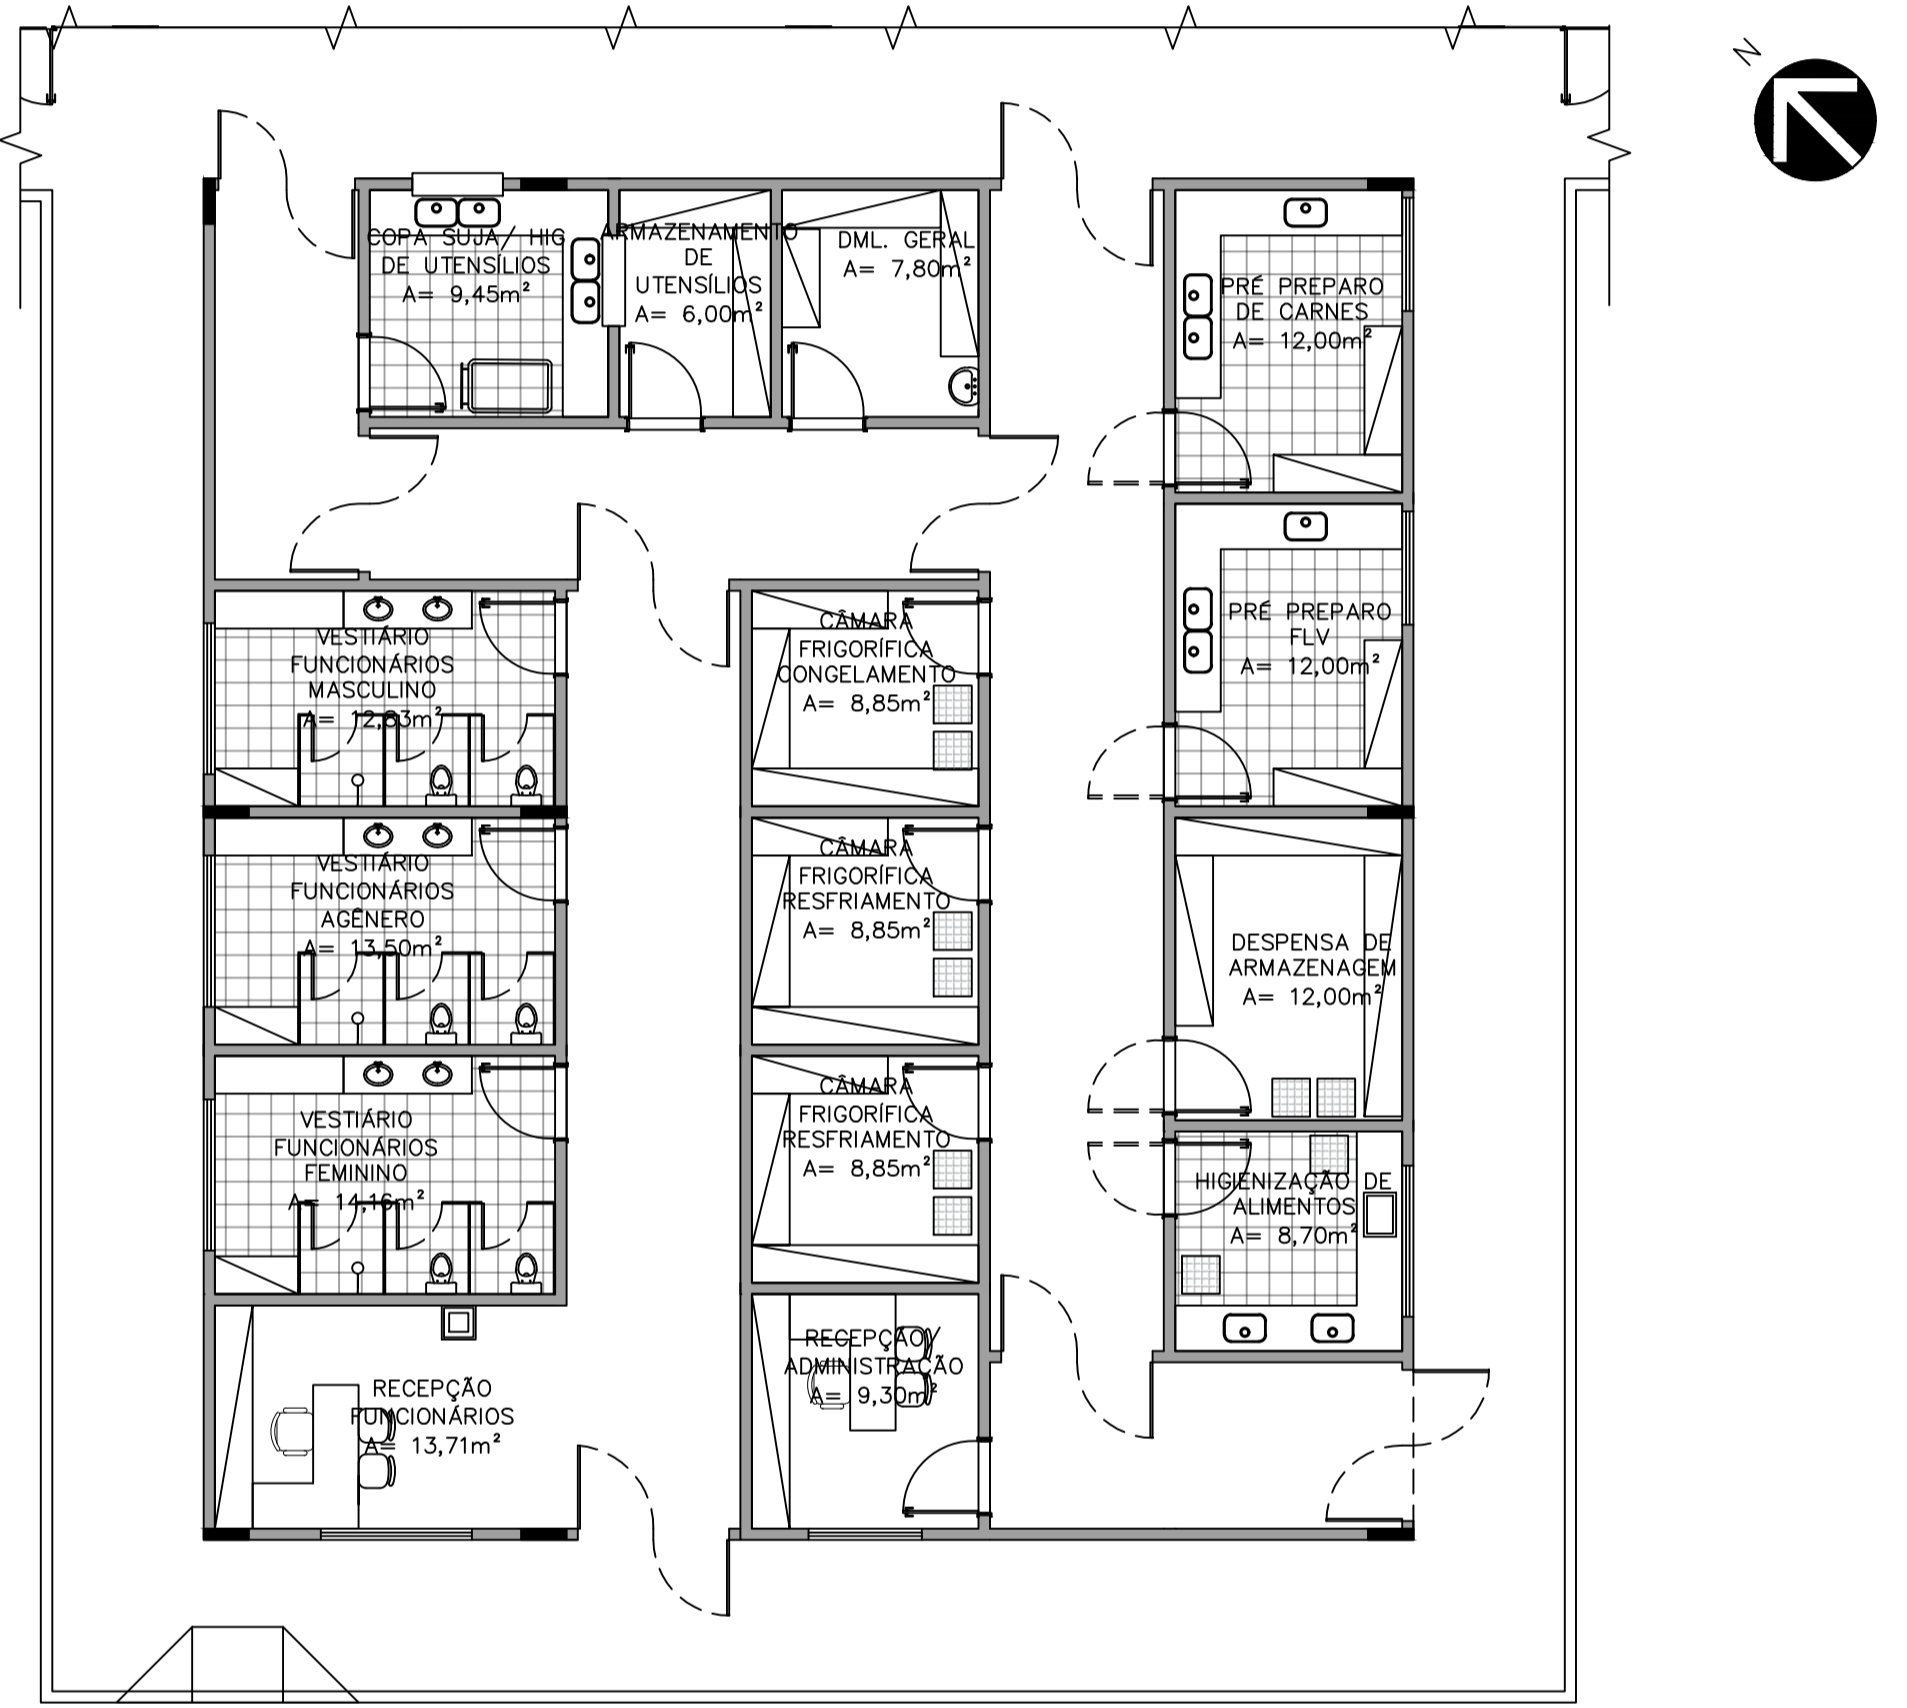 N
COPA SUJA/ HIG
DE UTENSÍLIOS
A= 9,45m²
ARMAZENAMENTO
DE
UTENSÍLIOS
A= 6,00m²
DML. GERAL
A= 7,80m²
PRÉ PREPARO
DE CARNES
A= 12,00m²
VESTIÁRIO
FUNCIONÁRIOS
MASCULINO
A= 12,83m²
CÂMARA
FRIGORÍFICA
CONGELAMENTO
A= 8,85m²
PRÉ PREPARO
FLV
A= 12,00m²
VESTIÁRIO
FUNCIONÁRIOS
AGÊNERO
A= 13,50m²
CÂMARA
FRIGORÍFICA
RESFRIAMENTO
A= 8,85m²
DESPENSA DE
ARMAZENAGEM
A= 12,00m²
VESTIÁRIO
FUNCIONÁRIOS
FEMININO
A= 14,16m²
CÂMARA
FRIGORÍFICA
RESFRIAMENTO
A= 8,85m²
HIGIENIZAÇÃO DE
ALIMENTOS
A= 8,70m²
RECEPÇÃO
FUNCIONÁRIOS
A= 13,71m²
RECEPÇÃO/
ADMINISTRAÇÃO
A= 9,30m²